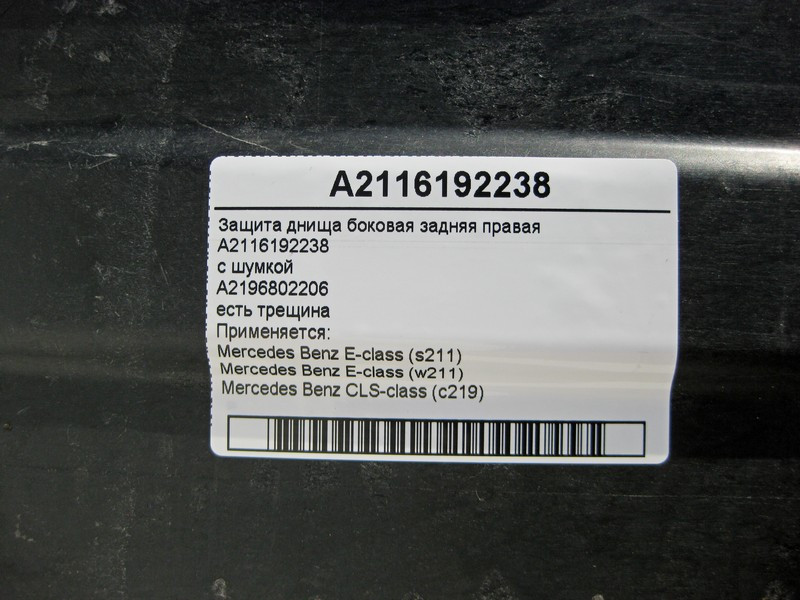 A2116192238
Защита днища боковая задняя правая
A2116192238
с шумкой
A2196802206
есть трещина
Применяется:
Mercedes Benz E-class (s211)
Mercedes Benz E-class (w211)
Mercedes Benz CLS-class (c219)